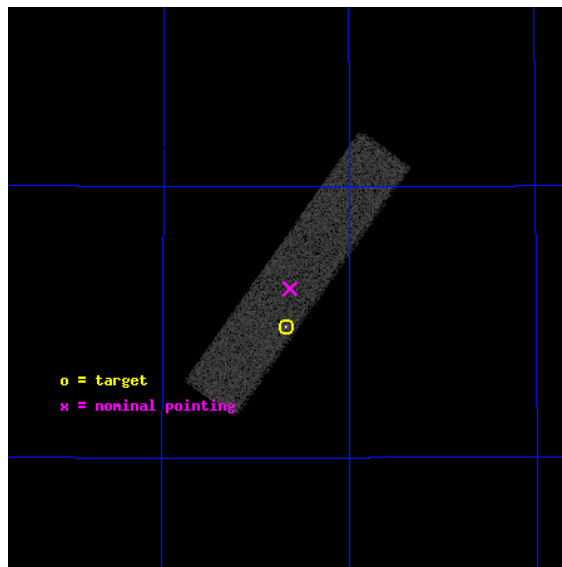 o = target
x = nominal pointing